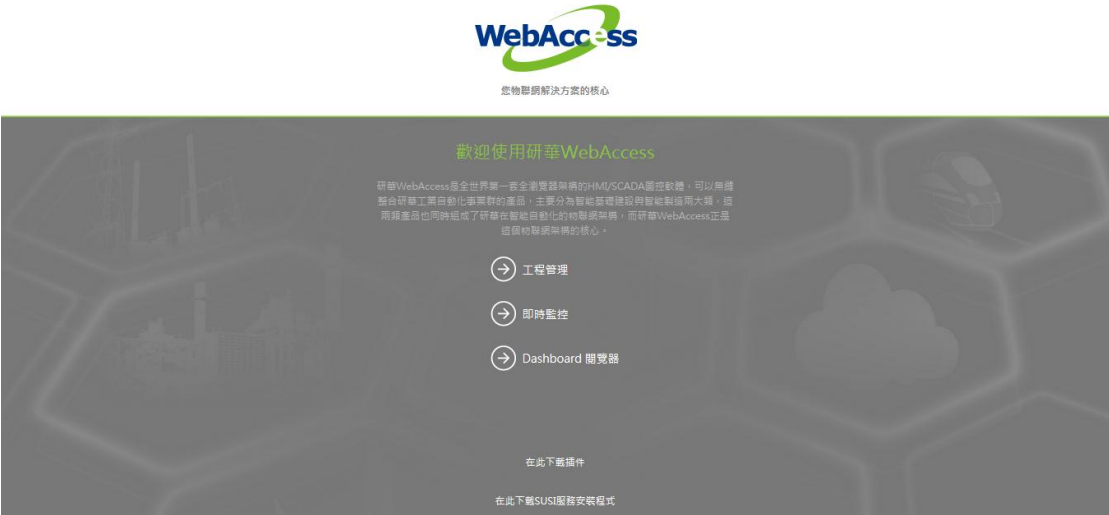 WebAccess
您物聯網解決方案的核心
歡迎使用研華WebAccess
研華WebAccess是全世界第一套全瀏覽器架構的HMI/SCADA圖控軟體，可以無縫
整合研華工業自動化事業群的產品，主要分為智能基礎建設與智能製造兩大類，這
兩類產品也同時組成了研華在智能自動化的物聯網架構，而研華WebAccess正是
這個物聯網架構的核心。
工程管理
即時監控
Dashboard 閱覽器
在此下載插件
在此下載SUSI服務安裝程式